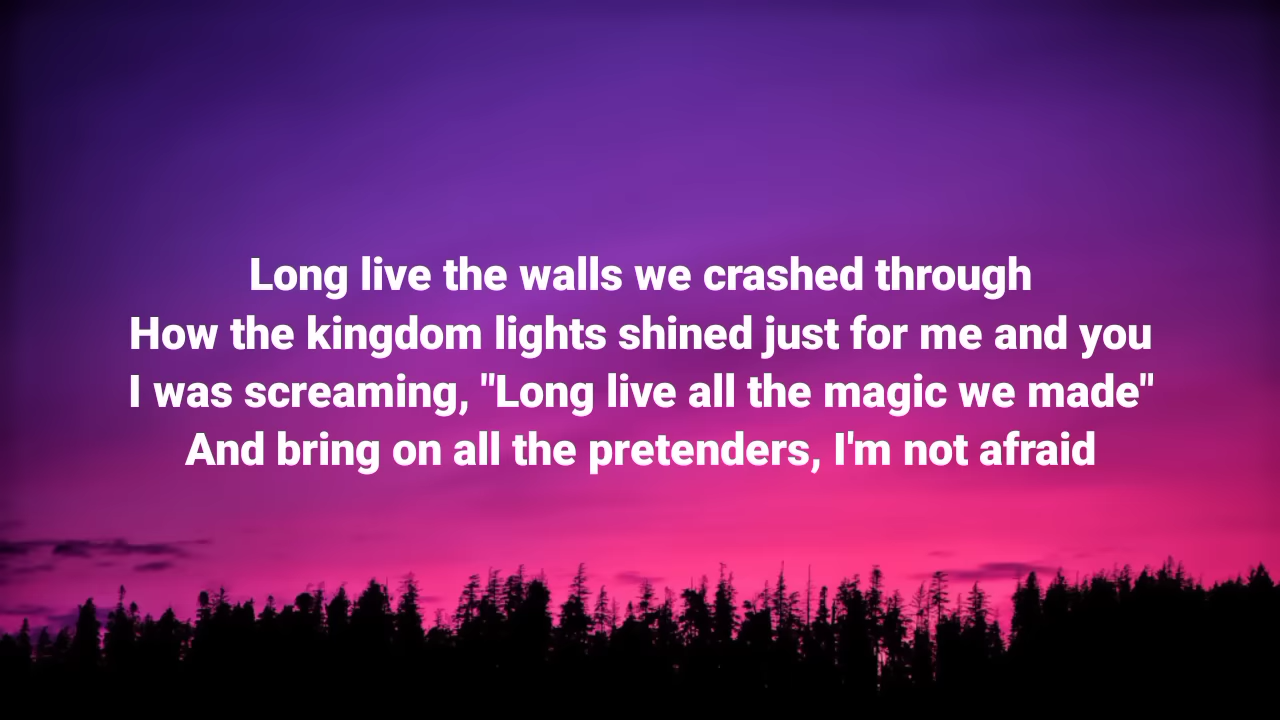 Long live the walls we crashed through
How the kingdom lights shined just for me and you
I was screaming, "Long live all the magic we made"
And bring on all the pretenders, I'm not afraid